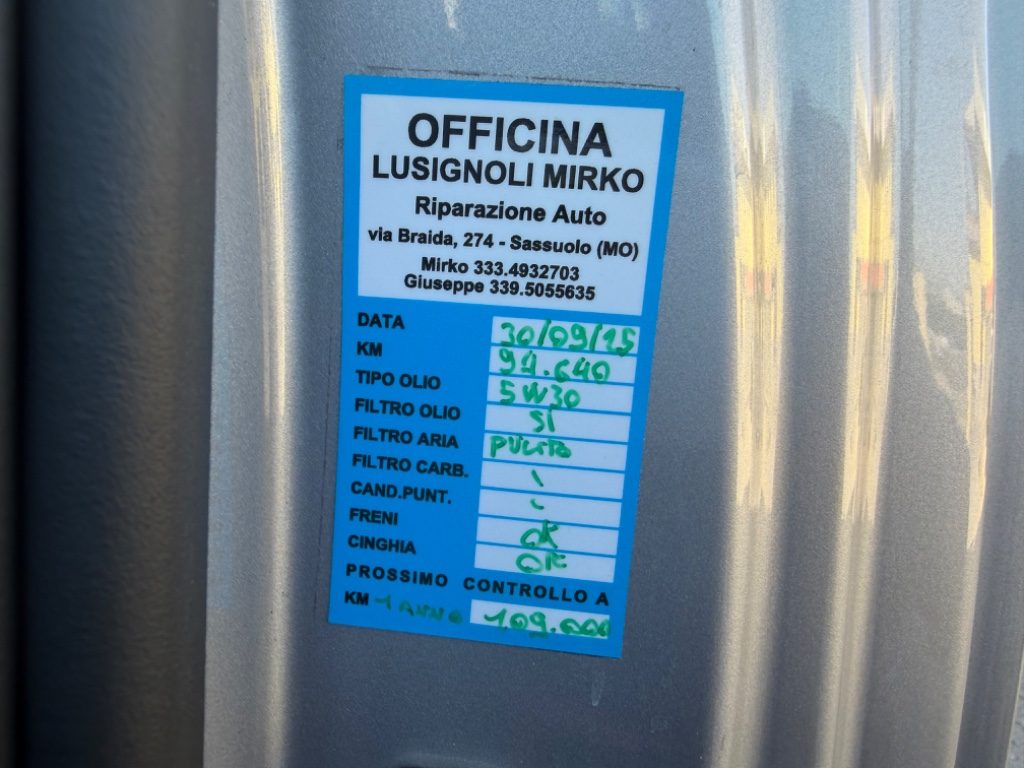 OFFICINA
LUSIGNOLI MIRKO
Riparazione Auto
via Braida, 274 - Sassuolo (MO)
Mirko 333.4932703
Giuseppe 339.5055635
DATA 30/09/15
KM 94.640
TIPO OLIO 5W30
FILTRO OLIO SI
FILTRO ARIA PULITO
FILTRO CARB. \
CAND.PUNT. -
FRENI OK
CINGHIA OK
PROSSIMO CONTROLLO A
KM - 1 ANNO 109.000